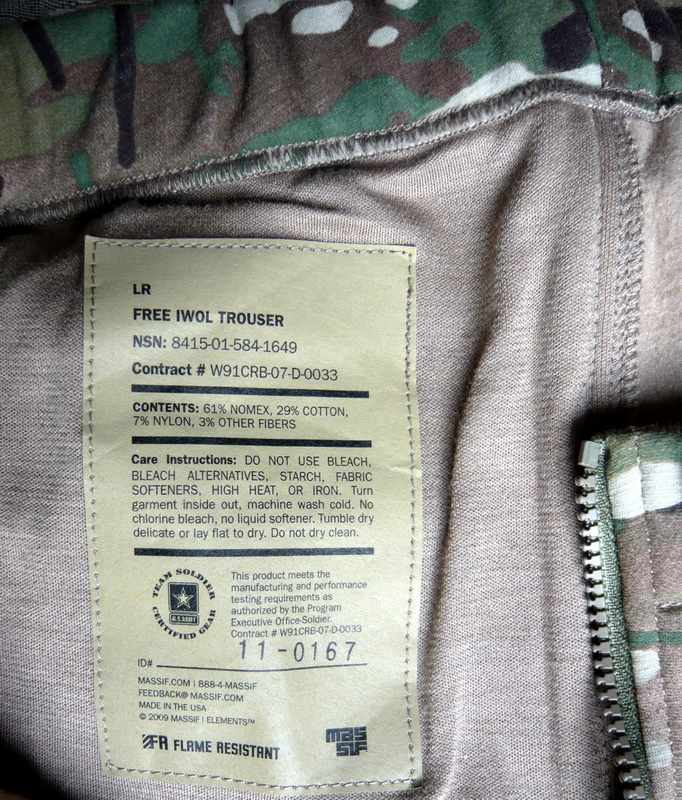 LR
FREE IWOL TROUSER
NSN: 8415-01-584-1649
Contract # W91CRB-07-D-0033
CONTENTS: 61% NOMEX, 29% COTTON,
7% NYLON, 3% OTHER FIBERS
Care Instructions: DO NOT USE BLEACH,
BLEACH ALTERNATIVES, STARCH, FABRIC
SOFTENERS, HIGH HEAT, OR IRON. Turn
garment inside out, machine wash cold. No
chlorine bleach, no liquid softener. Tumble dry
delicate or lay flat to dry. Do not dry clean.
TEAM SOLDIER
U.S.ARMY
CERTIFIED GEAR
This product meets the
manufacturing and performance
testing requirements as
authorized by the Program
Executive Office-Soldier.
Contract # W91CRB-07-D-0033
ID# 11-0167
MASSIF.COM | 888-4-MASSIF
FEEDBACK@ MASSIF.COM
MADE IN THE USA
© 2009 MASSIF | ELEMENTS™
FR FLAME RESISTANT
MASSIF